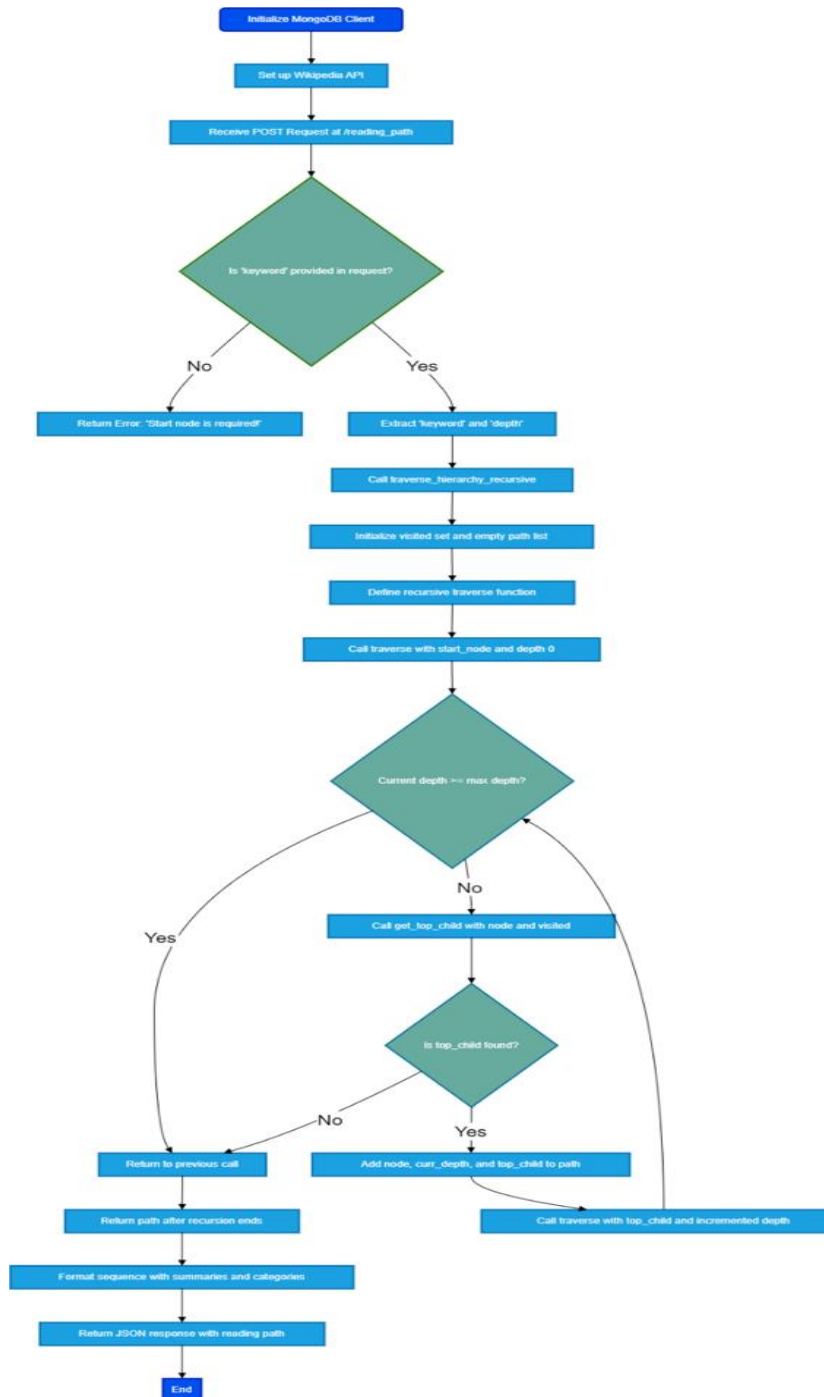 Initialize MongoDB Client
Set up Wikipedia API
Receive POST Request at /reading_path
Is 'keyword' provided in request?
No
Yes
Return Error: 'Start node is required!'
Extract 'keyword' and 'depth'
Call traverse_hierarchy_recursive
Initialize visited set and empty path list
Define recursive traverse function
Call traverse with start_node and depth 0
Current depth >= max depth?
No
Yes
Call get_top_child with node and visited
Is top_child found?
No
Yes
Return to previous call
Add node, curr_depth, and top_child to path
Return path after recursion ends
Call traverse with top_child and incremented depth
Format sequence with summaries and categories
Return JSON response with reading path
End